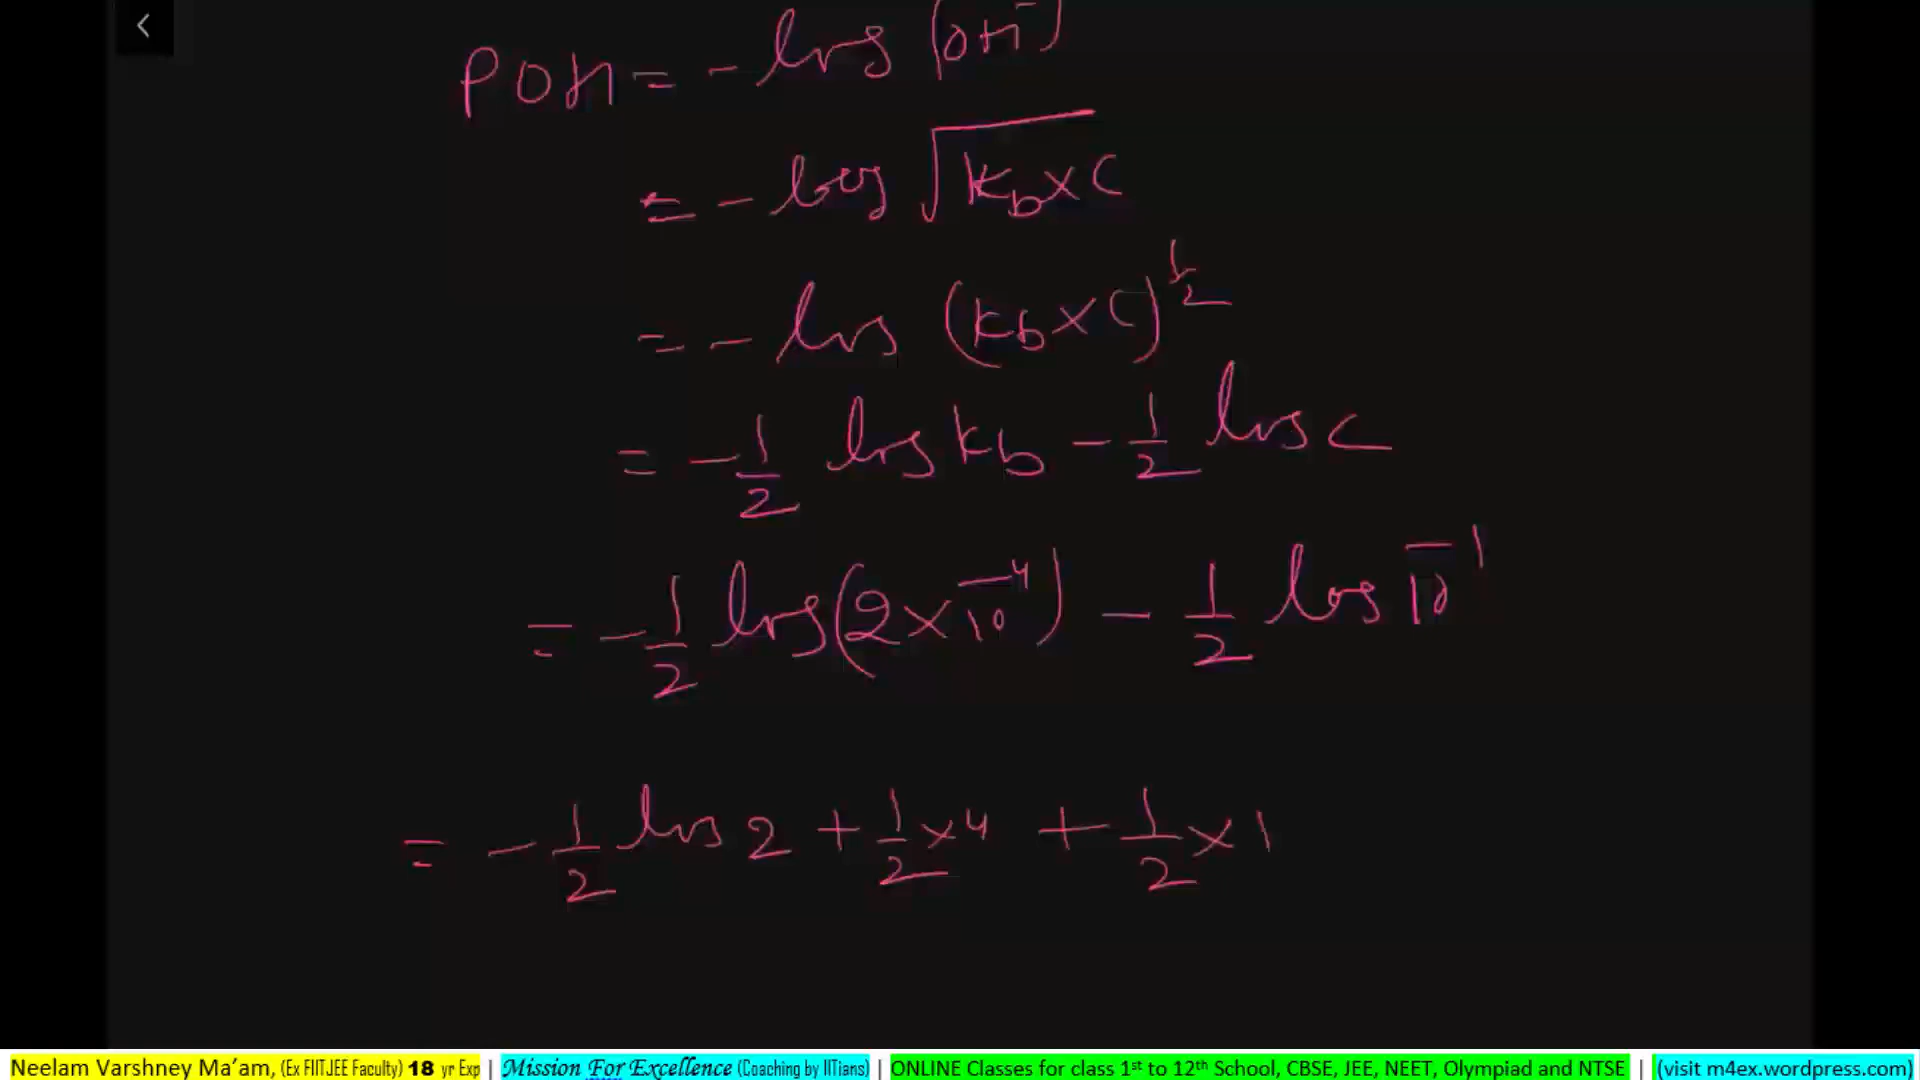 POH = - log [OH⁻]
= - log √(Kb × C)
= - log (Kb × C)^1/2
= - 1/2 log Kb - 1/2 log C
= - 1/2 log (2 × 10⁻⁴) - 1/2 log 10⁻¹
= - 1/2 log 2 + 1/2 × 4 + 1/2 × 1
Neelam Varshney Ma’am, (Ex FIITJEE Faculty) 18 yr Exp | Mission For Excellence (Coaching by IITians) | ONLINE Classes for class 1st to 12th School, CBSE, JEE, NEET, Olympiad and NTSE | (visit m4ex.wordpress.com)